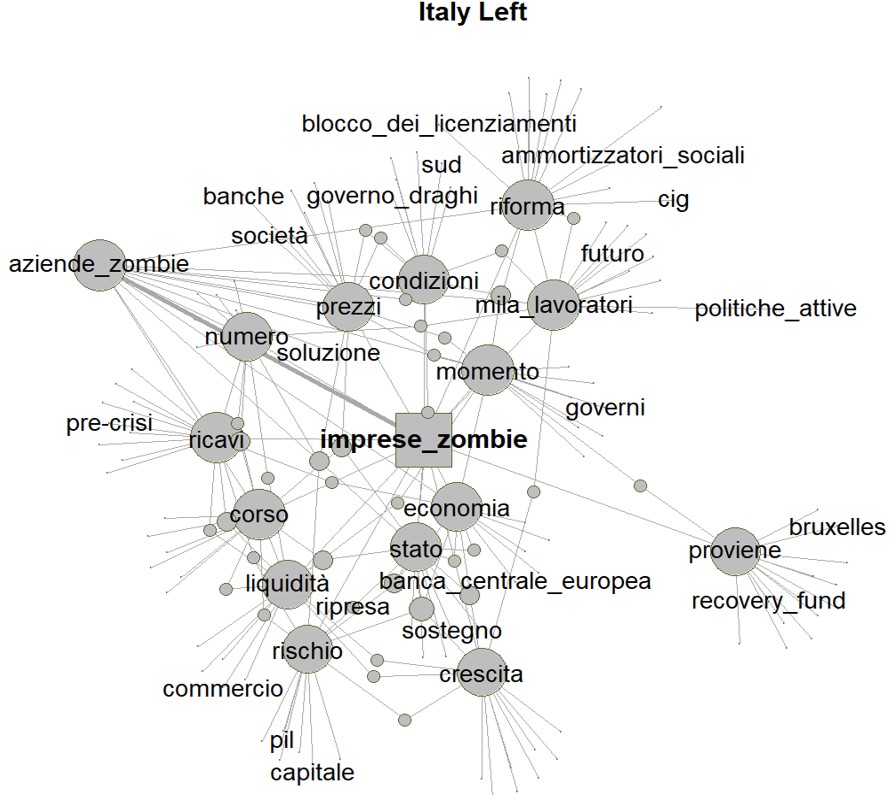 Italy Left
blocco_dei_licenziamenti
ammortizzatori_sociali
sud
banche
governo_draghi
riforma
cig
società
futuro
aziende_zombie
condizioni
prezzi
mila_lavoratori
politiche_attive
numero
soluzione
momento
governi
pre-crisi
ricavi
imprese_zombie
corso
economia
bruxelles
stato
proviene
liquidità
banca_centrale_europea
ripresa
recovery_fund
sostegno
rischio
crescita
commercio
pil
capitale